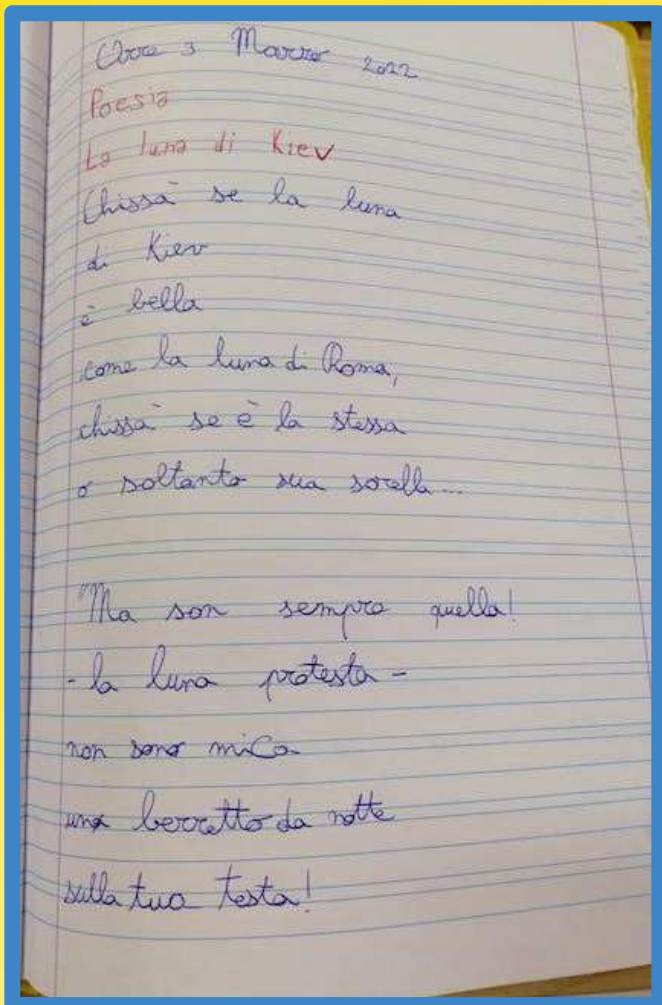 3 Marzo 2022
Poesia
La luna di Kiev
Chissà se la luna
di Kiev
è bella
come la luna di Roma,
chissà se è la stessa
o soltanto sua sorella...
"Ma son sempre quella!
- la luna protesta -
non sono mica
un berretto da notte
sulla tua testa!